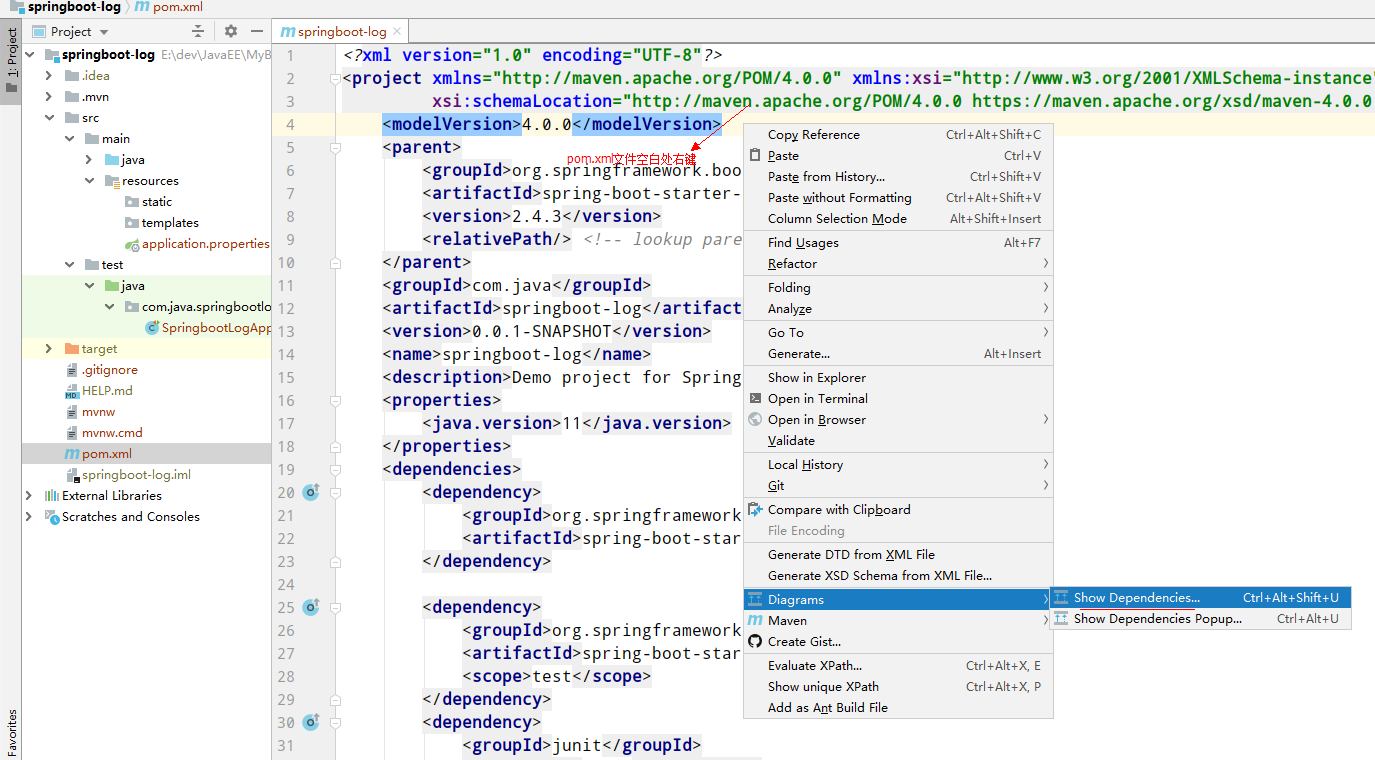 springboot-log
pom.xml
1: Project
Favorites
Project
springboot-log E:\dev\JavaEE\MyB
.idea
.mvn
src
main
java
resources
static
templates
application.properties
test
java
com.java.springbootlo
SpringbootLogApp
target
.gitignore
HELP.md
mvnw
mvnw.cmd
pom.xml
springboot-log.iml
External Libraries
Scratches and Consoles
springboot-log
1 <?xml version="1.0" encoding="UTF-8"?>
2 <project xmlns="http://maven.apache.org/POM/4.0.0" xmlns:xsi="http://www.w3.org/2001/XMLSchema-instance"
3 xsi:schemaLocation="http://maven.apache.org/POM/4.0.0 https://maven.apache.org/xsd/maven-4.0.0
4 <modelVersion>4.0.0</modelVersion>
5 <parent>
pom.xml文件空白处右键
6 <groupId>org.springframework.boo
7 <artifactId>spring-boot-starter-
8 <version>2.4.3</version>
9 <relativePath/> <!-- lookup pare
10 </parent>
11 <groupId>com.java</groupId>
12 <artifactId>springboot-log</artifact
13 <version>0.0.1-SNAPSHOT</version>
14 <name>springboot-log</name>
15 <description>Demo project for Spring
16 <properties>
17 <java.version>11</java.version>
18 </properties>
19 <dependencies>
20 <dependency>
21 <groupId>org.springframework
22 <artifactId>spring-boot-star
23 </dependency>
24
25 <dependency>
26 <groupId>org.springframework
27 <artifactId>spring-boot-star
28 <scope>test</scope>
29 </dependency>
30 <dependency>
31 <groupId>junit</groupId>
Copy Reference Ctrl+Alt+Shift+C
Paste Ctrl+V
Paste from History... Ctrl+Shift+V
Paste without Formatting Ctrl+Alt+Shift+V
Column Selection Mode Alt+Shift+Insert
Find Usages Alt+F7
Refactor
Folding
Analyze
Go To
Generate... Alt+Insert
Show in Explorer
Open in Terminal
Open in Browser
Validate
Local History
Git
Compare with Clipboard
File Encoding
Generate DTD from XML File
Generate XSD Schema from XML File...
Diagrams
Maven
Create Gist...
Evaluate XPath... Ctrl+Alt+X, E
Show unique XPath Ctrl+Alt+X, P
Add as Ant Build File
Show Dependencies... Ctrl+Alt+Shift+U
Show Dependencies Popup... Ctrl+Alt+U